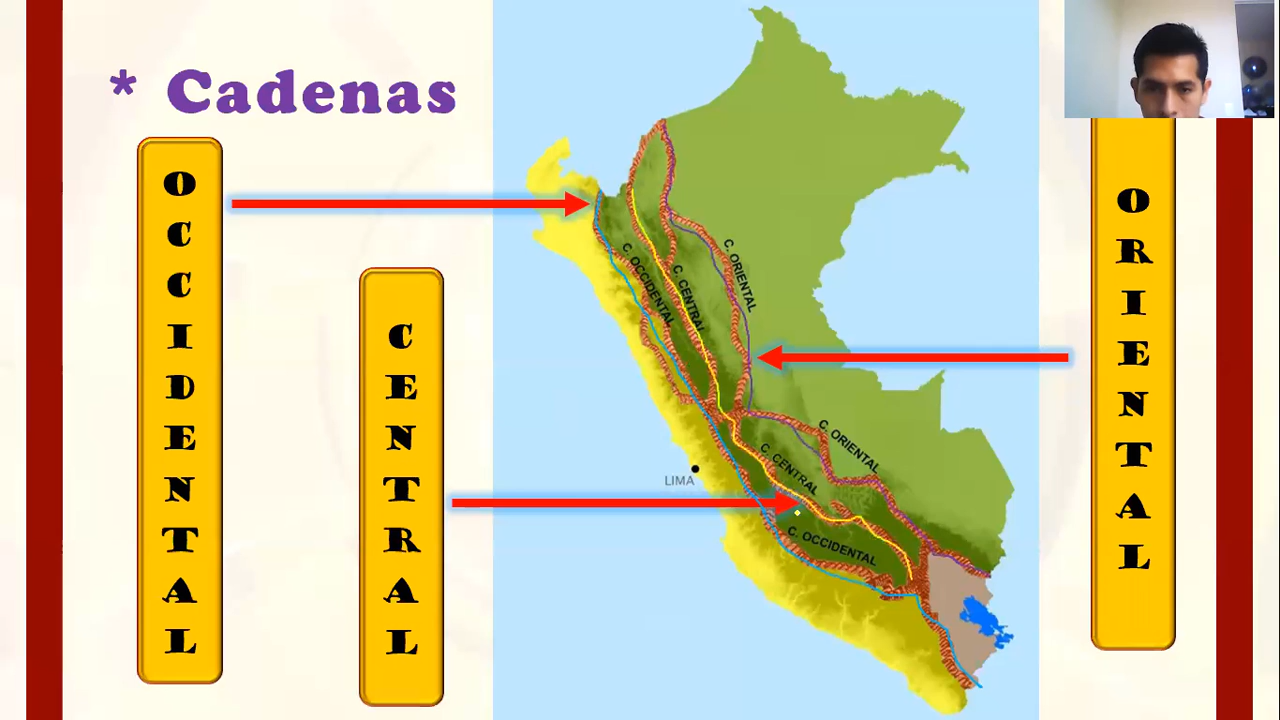 * Cadenas
OCCIDENTAL
CENTRAL
ORIENTAL
C. OCCIDENTAL
C. CENTRAL
C. ORIENTAL
C. ORIENTAL
C. CENTRAL
LIMA
C. OCCIDENTAL